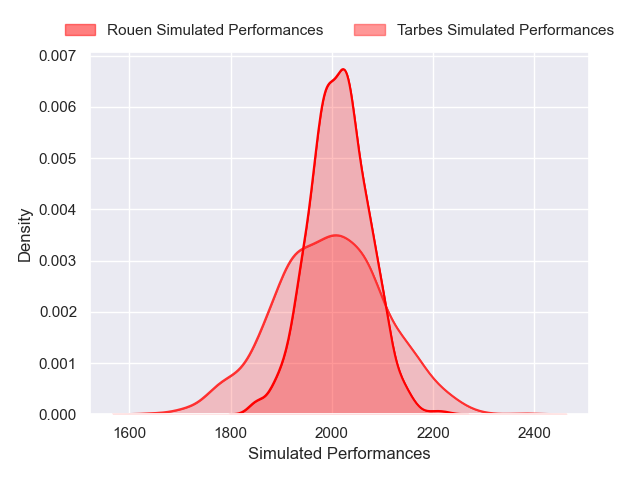 Rouen Simulated Performances Tarbes Simulated Performances
0.007
0.006
0.005
0.004
0.003
0.002
0.001
0.000
Density
1600 1800 2000 2200 2400
Simulated Performances